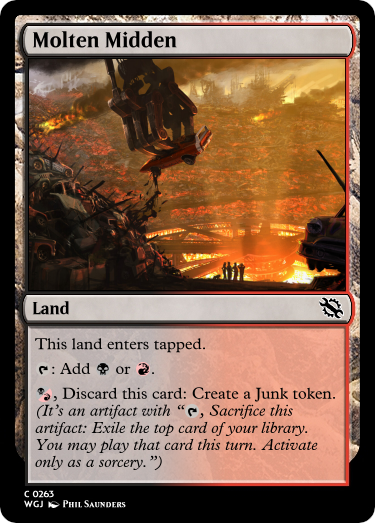 Molten Midden
Land
This land enters tapped.
: Add or .
, Discard this card: Create a Junk token.
(It's an artifact with “, Sacrifice this
artifact: Exile the top card of your library.
You may play that card this turn. Activate
only as a sorcery.”)
C 0263
WGJ Phil Saunders